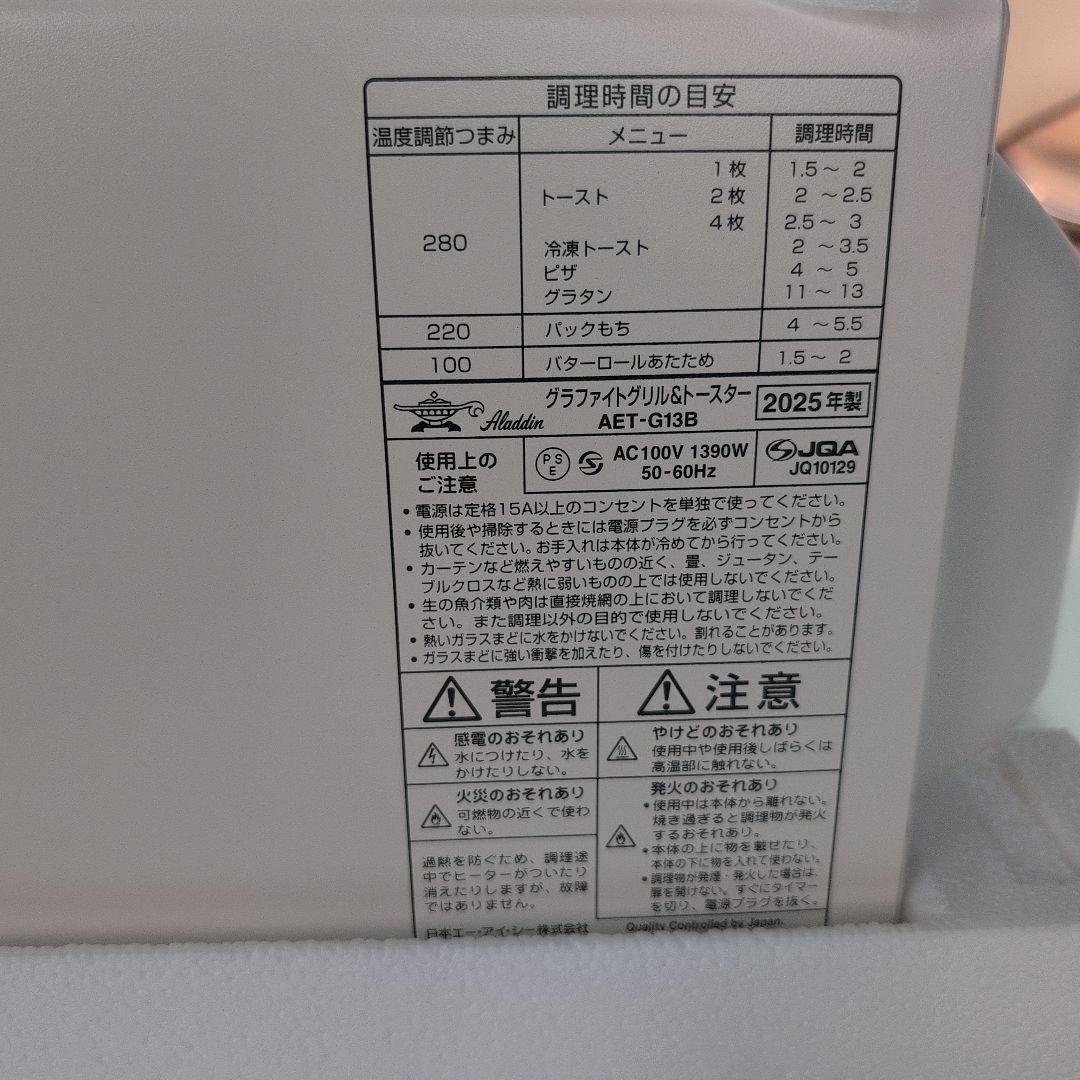 調理時間の目安
温度調節つまみ メニュー 調理時間
280 トースト 1枚 1.5～ 2
2枚 2 ～2.5
4枚 2.5～ 3
冷凍トースト 2 ～3.5
ピザ 4 ～ 5
グラタン 11～ 13
220 パックもち 4 ～5.5
100 バターロールあたため 1.5～ 2
Aladdin
グラファイトグリル&トースター
AET-G13B
2025年製
使用上の
ご注意
PSE
AC100V 1390W
50-60Hz
JQA
JQ10129
•電源は定格15A以上のコンセントを単独で使ってください。
•使用後や掃除するときには電源プラグを必ずコンセントから
抜いてください。お手入れは本体が冷めてから行ってください。
•カーテンなど燃えやすいものの近く、畳、ジュータン、テー
ブルクロスなど熱に弱いものの上では使用しないでください。
•生の魚介類や肉は直接焼網の上において調理しないでくだ
さい。また調理以外の目的で使用しないでください。
•熱いガラスまどに水をかけないでください。割れることがあります。
•ガラスまどに強い衝撃を加えたり、傷を付けたりしないでください。
警告
感電のおそれあり
水につけたり、水を
かけたりしない。
火災のおそれあり
可燃物の近くで使わ
ない。
過熱を防ぐため、調理途
中でヒーターがついたり
消えたりしますが、故障
ではありません。
日本エー・アイ・シー株式会社
注意
やけどのおそれあり
使用中や使用後しばらくは
高温部に触れない。
発火のおそれあり
•使用中は本体から離れない。
焼き過ぎると調理物が発火
するおそれあり。
•本体の上に物を載せたり、
本体の下に物を入れて使わない。
•調理物が発煙・発火した場合は、
扉を開けない。すぐにタイマー
を切り、電源プラグを抜く。
Quality Controlled by Japan.